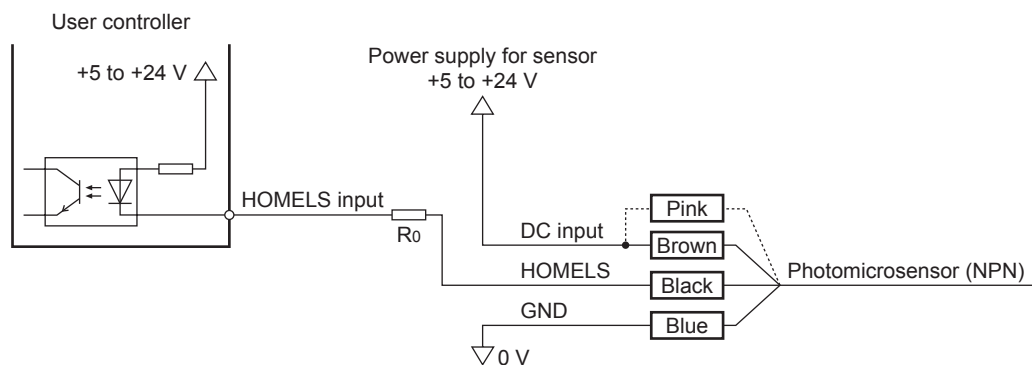 User controller
+5 to +24 V
Power supply for sensor
+5 to +24 V
HOMELS input
R0
DC input
Pink
Brown
HOMELS
Black
Photomicrosensor (NPN)
GND
Blue
0 V